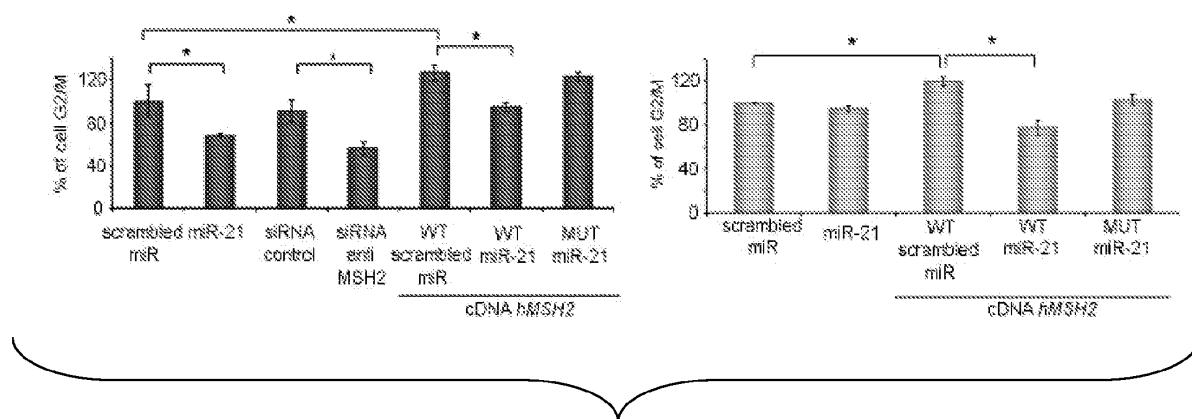 *
* * *
% of cell G2/M
120
80
40
0
scrambled miR
miR-21
siRNA control
siRNA anti MSH2
WT scrambled miR
WT miR-21
MUT miR-21
cDNA hMSH2
* *
% of cell G2/M
120
80
40
0
scrambled miR
miR-21
WT scrambled miR
WT miR-21
MUT miR-21
cDNA hMSH2